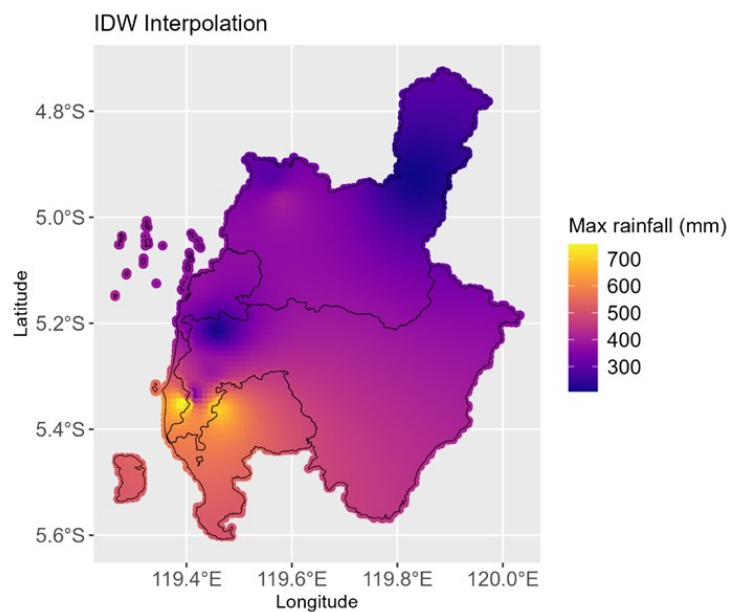 IDW Interpolation
4.8°S
5.0°S
5.2°S
5.4°S
5.6°S
Latitude
119.4°E 119.6°E 119.8°E 120.0°E
Longitude
Max rainfall (mm)
700
600
500
400
300